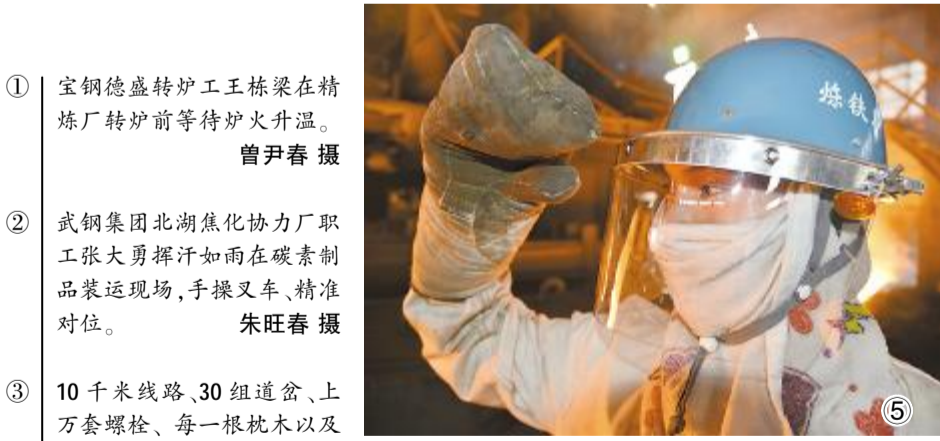 ① 宝钢德盛转炉工王栋梁在精
炼厂转炉前等待炉火升温。
曾尹春 摄
② 武钢集团北湖焦化协力厂职
工张大勇挥汗如雨在碳素制
品装运现场,手操叉车、精准
对位。 朱旺春 摄
③ 10 千米线路、30 组道岔、上
万套螺栓、每一根枕木以及
炼铁
⑤